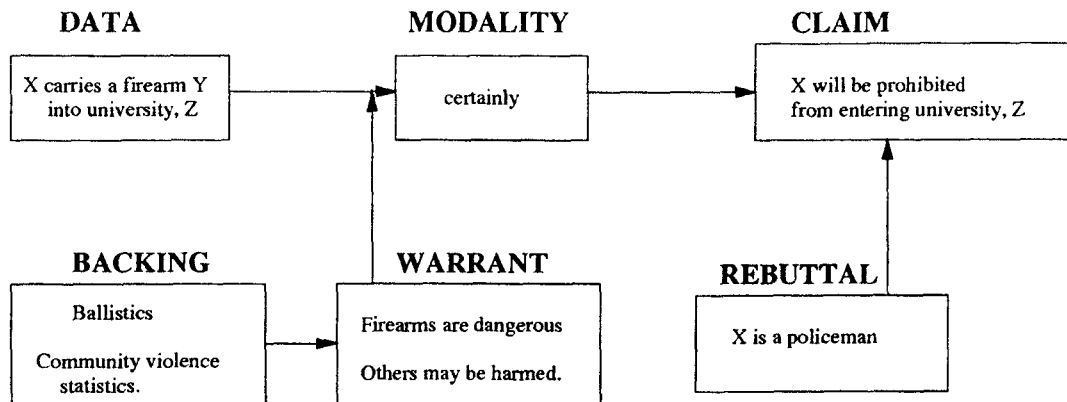 DATA
MODALITY
CLAIM
X carries a firearm Y
into university, Z
certainly
X will be prohibited
from entering university, Z
BACKING
WARRANT
REBUTTAL
Ballistics
Community violence
statistics.
Firearms are dangerous
Others may be harmed.
X is a policeman